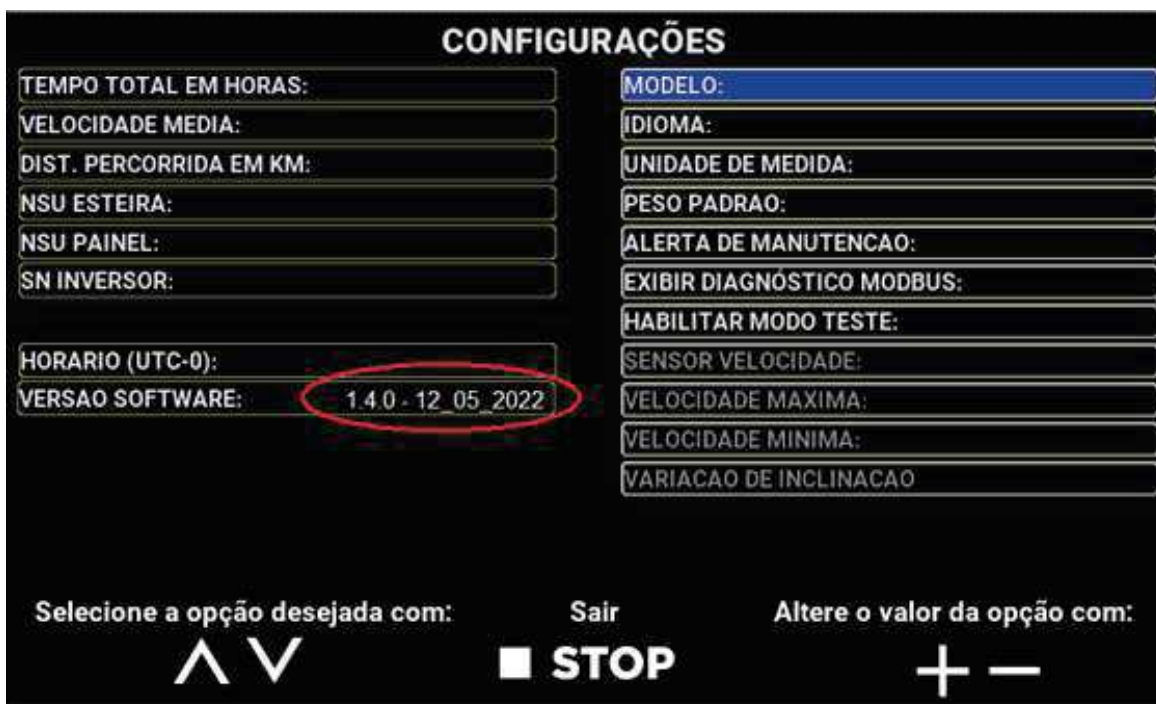 CONFIGURAÇÕES
TEMPO TOTAL EM HORAS:
VELOCIDADE MEDIA:
DIST. PERCORRIDA EM KM:
NSU ESTEIRA:
NSU PAINEL:
SN INVERSOR:
HORARIO (UTC-0):
VERSAO SOFTWARE: 1.4.0 - 12_05_2022
MODELO:
IDIOMA:
UNIDADE DE MEDIDA:
PESO PADRAO:
ALERTA DE MANUTENCAO:
EXIBIR DIAGNÓSTICO MODBUS:
HABILITAR MODO TESTE:
SENSOR VELOCIDADE:
VELOCIDADE MAXIMA:
VELOCIDADE MINIMA:
VARIACAO DE INCLINACAO
Selecione a opção desejada com:
Sair
STOP
Altere o valor da opção com:
+ −